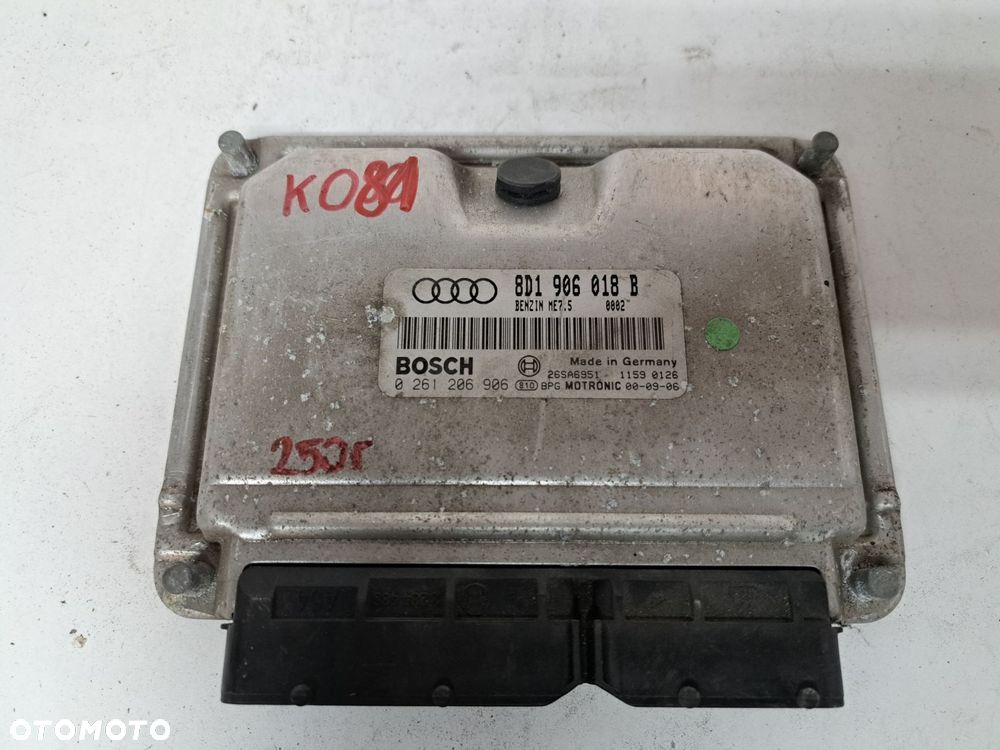 KO81
8D1 906 018 B
BENZIN ME7.5 0002
BOSCH
Made in Germany
26SA6951 1159 0126
0 261 206 906 810 BPG MOTRONIC 00-09-06
OTOMOTO